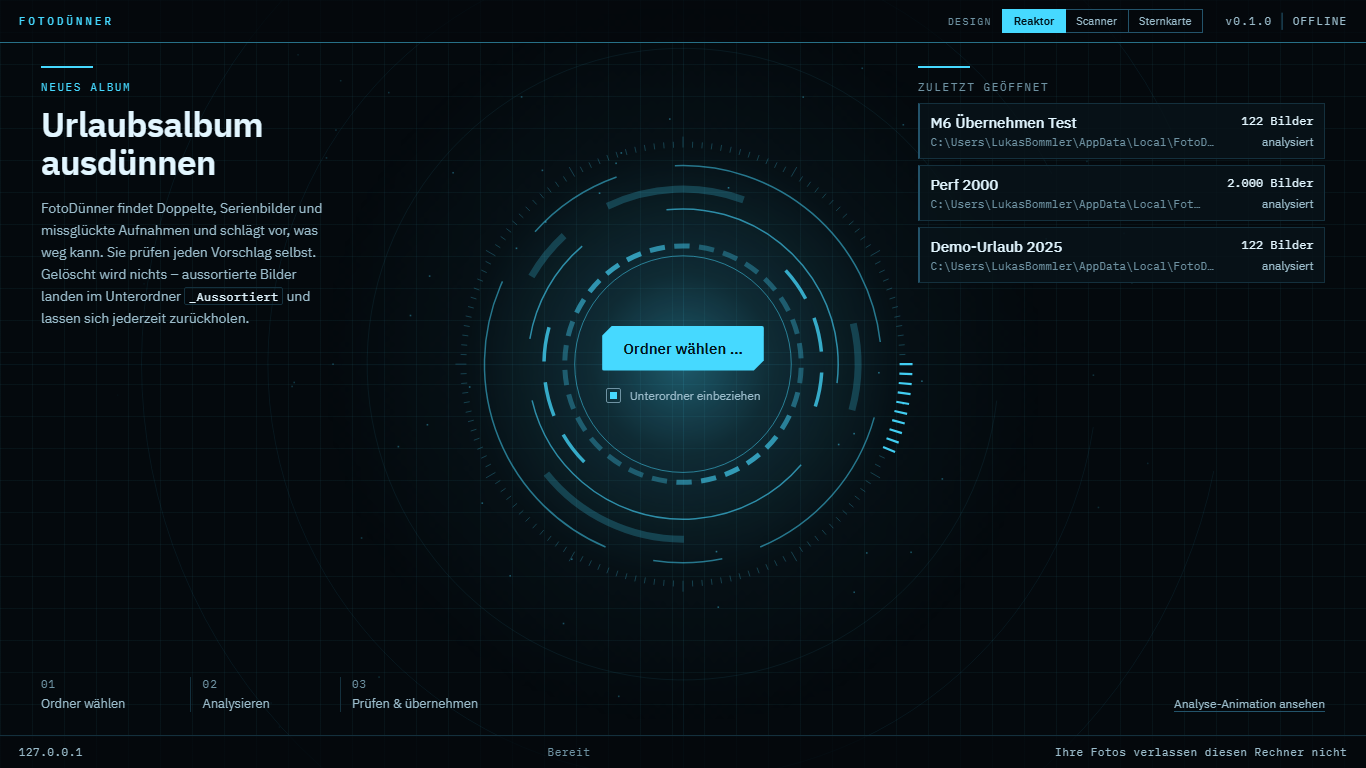 FOTODÜNNER
DESIGN Reaktor Scanner Sternkarte v0.1.0 OFFLINE
NEUES ALBUM
Urlaubsalbum
ausdünnen
FotoDünner findet Doppelte, Serienbilder und
missglückte Aufnahmen und schlägt vor, was
weg kann. Sie prüfen jeden Vorschlag selbst.
Gelöscht wird nichts – aussortierte Bilder
landen im Unterordner _Aussortiert und
lassen sich jederzeit zurückholen.
Ordner wählen …
Unterordner einbeziehen
ZULETZT GEÖFFNET
M6 Übernehmen Test 122 Bilder
C:\Users\LukasBommler\AppData\Local\FotoD… analysiert
Perf 2000 2.000 Bilder
C:\Users\LukasBommler\AppData\Local\Fot… analysiert
Demo-Urlaub 2025 122 Bilder
C:\Users\LukasBommler\AppData\Local\FotoD… analysiert
01
Ordner wählen
02
Analysieren
03
Prüfen & übernehmen
Analyse-Animation ansehen
127.0.0.1 Bereit Ihre Fotos verlassen diesen Rechner nicht